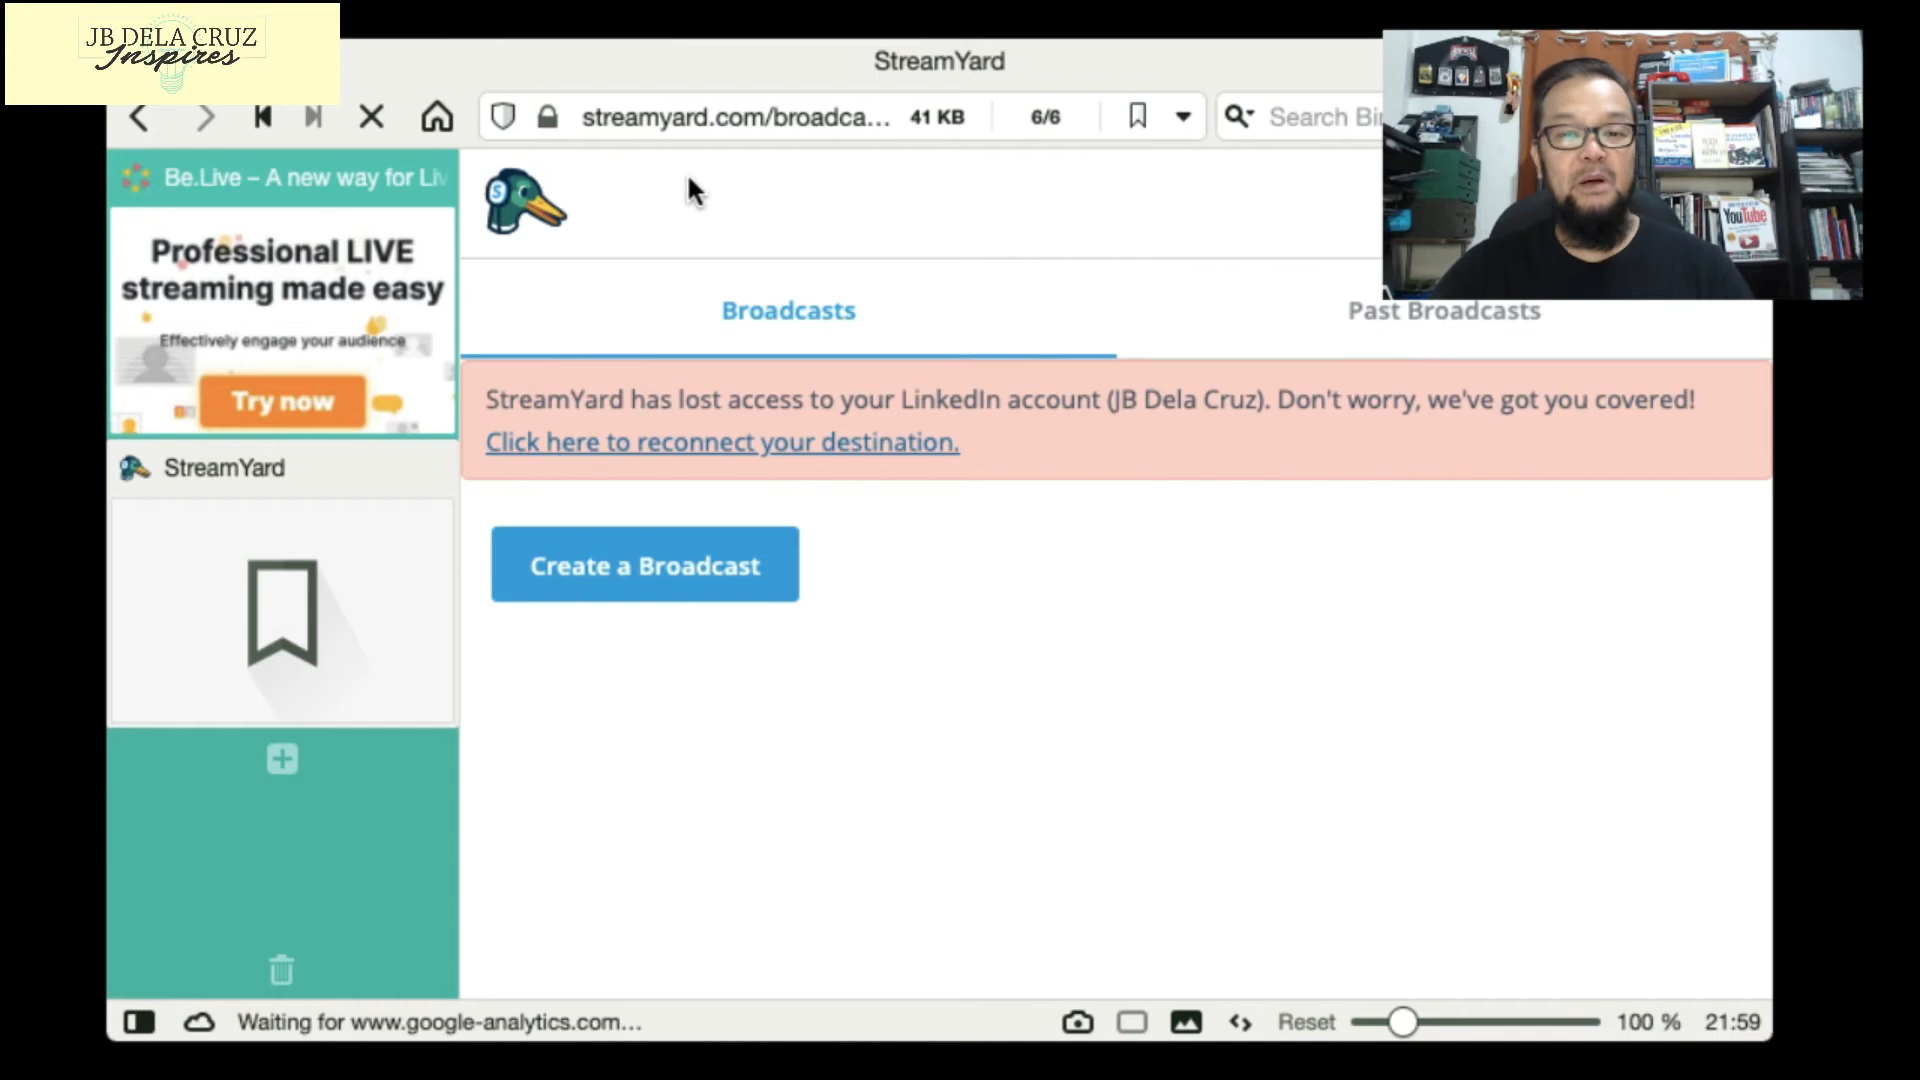 JB DELA CRUZ
Inspires
StreamYard
streamyard.com/broadca...
41 KB
6/6
Search Bi
Be.Live – A new way for Liv
Professional LIVE
streaming made easy
Effectively engage your audience
Try now
StreamYard
Broadcasts
Past Broadcasts
StreamYard has lost access to your LinkedIn account (JB Dela Cruz). Don't worry, we've got you covered!
Click here to reconnect your destination.
Create a Broadcast
YouTube
Waiting for www.google-analytics.com...
Reset
100 %
21:59